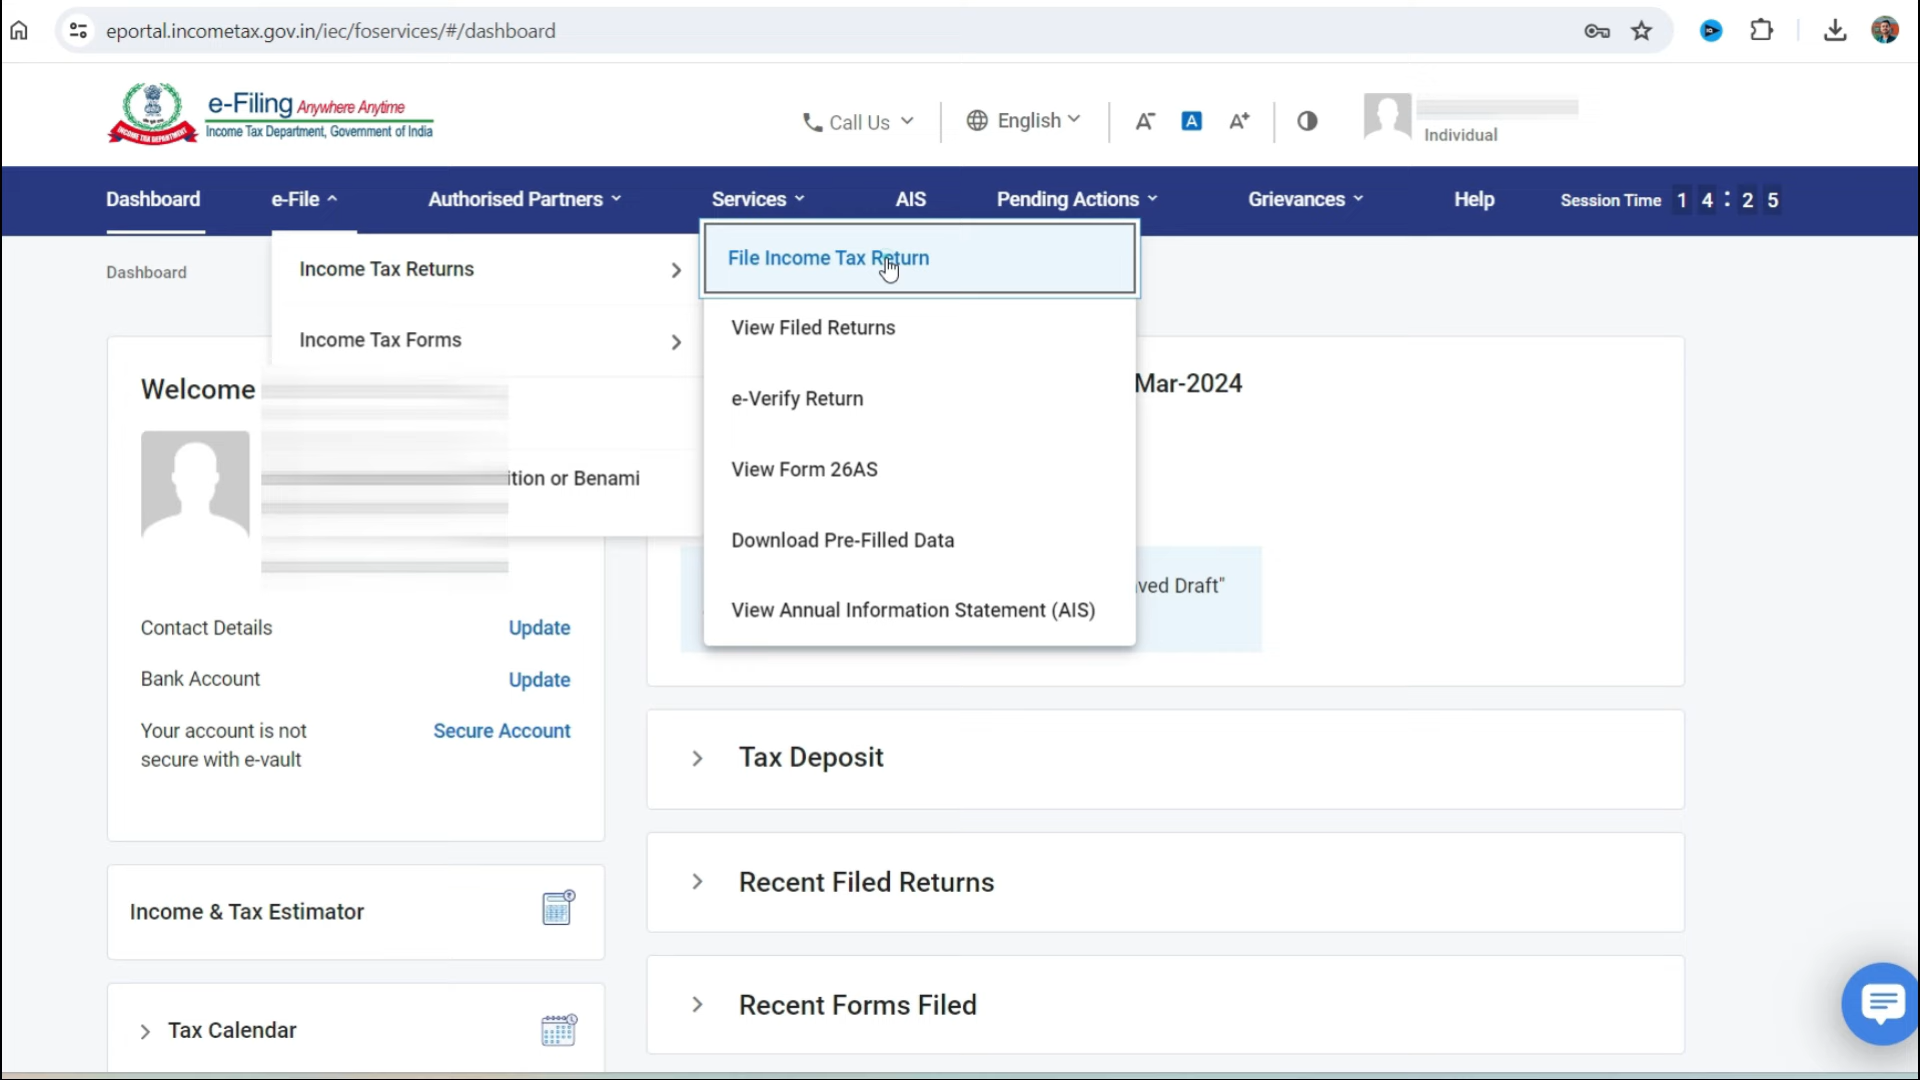 eportal.incometax.gov.in/iec/foservices/#/dashboard
e-Filing Anywhere Anytime
Income Tax Department, Government of India
INCOME TAX DEPARTMENT
Call Us
English
A-
A
A+
Individual
Dashboard
e-File
Authorised Partners
Services
AIS
Pending Actions
Grievances
Help
Session Time 1 4 : 2 5
Dashboard
Income Tax Returns
Income Tax Forms
ition or Benami
File Income Tax Return
View Filed Returns
e-Verify Return
View Form 26AS
Download Pre-Filled Data
View Annual Information Statement (AIS)
Welcome
Mar-2024
ved Draft"
Contact Details
Update
Bank Account
Update
Your account is not
secure with e-vault
Secure Account
Income & Tax Estimator
Tax Calendar
Tax Deposit
Recent Filed Returns
Recent Forms Filed